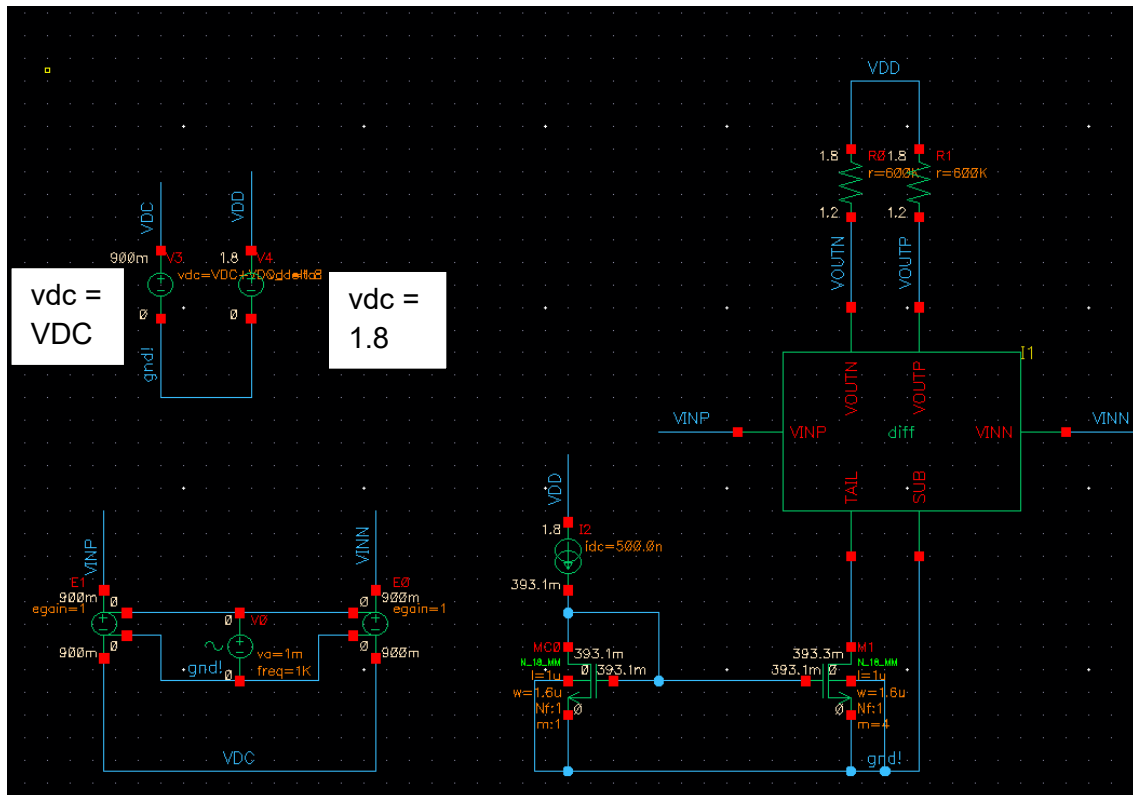 VDD
1.8
R0
1.8
R1
r=600K
r=600K
1.2
1.2
VOUTN
VOUTP
VDC
VDD
900m
V3
1.8
V4
0
0
gnd!
vdc =
VDC
vdc =
1.8
I1
VOUTN
VOUTP
VINP
VINP
diff
VINN
VINN
TAIL
SUB
VDD
1.8
I2
idc=500.0n
393.1m
VINP
VINN
E1
900m
0
egain=1
0
900m
V0
va=1m
freq=1K
0
0
gnd!
E0
0
900m
egain=1
0
900m
VDC
MC0
393.1m
N_18_MM
0
393.1m
l=1u
w=1.6u
Nf:1
m:1
0
393.3m
M1
393.1m
0
N_18_MM
l=1u
w=1.6u
Nf:1
m=4
0
gnd!